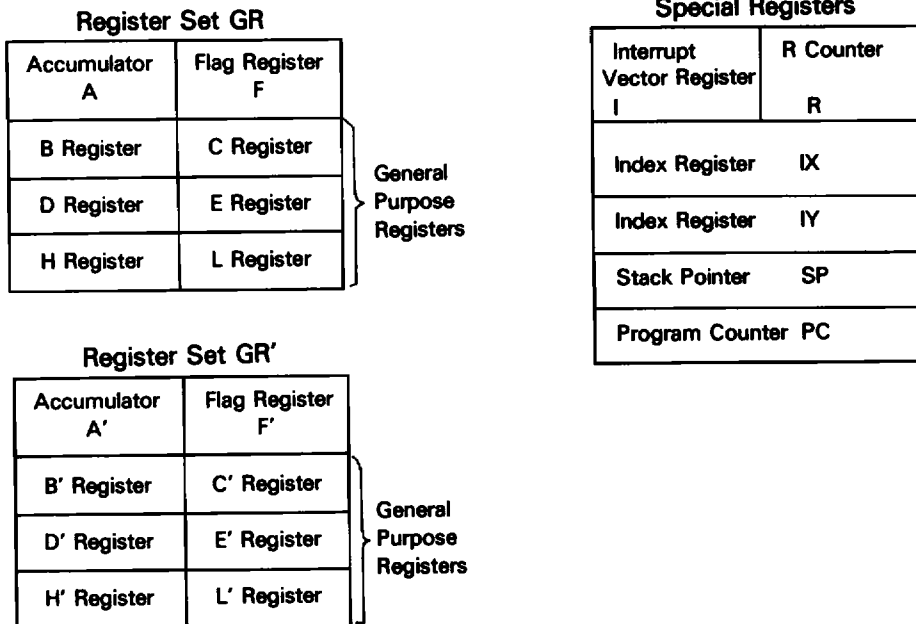 Register Set GR
Accumulator
A
Flag Register
F
B Register
C Register
D Register
E Register
H Register
L Register
General
Purpose
Registers
Special Registers
Interrupt
Vector Register
I
R Counter
R
Index Register IX
Index Register IY
Stack Pointer SP
Program Counter PC
Register Set GR'
Accumulator
A'
Flag Register
F'
B' Register
C' Register
D' Register
E' Register
H' Register
L' Register
General
Purpose
Registers